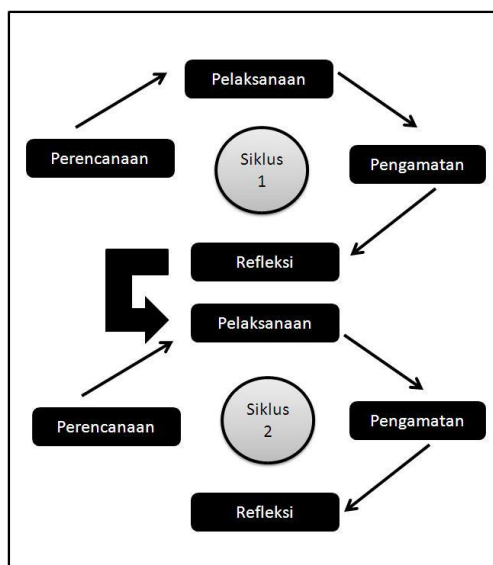 Pelaksanaan
Perencanaan
Siklus
1
Pengamatan
Refleksi
Pelaksanaan
Perencanaan
Siklus
2
Pengamatan
Refleksi